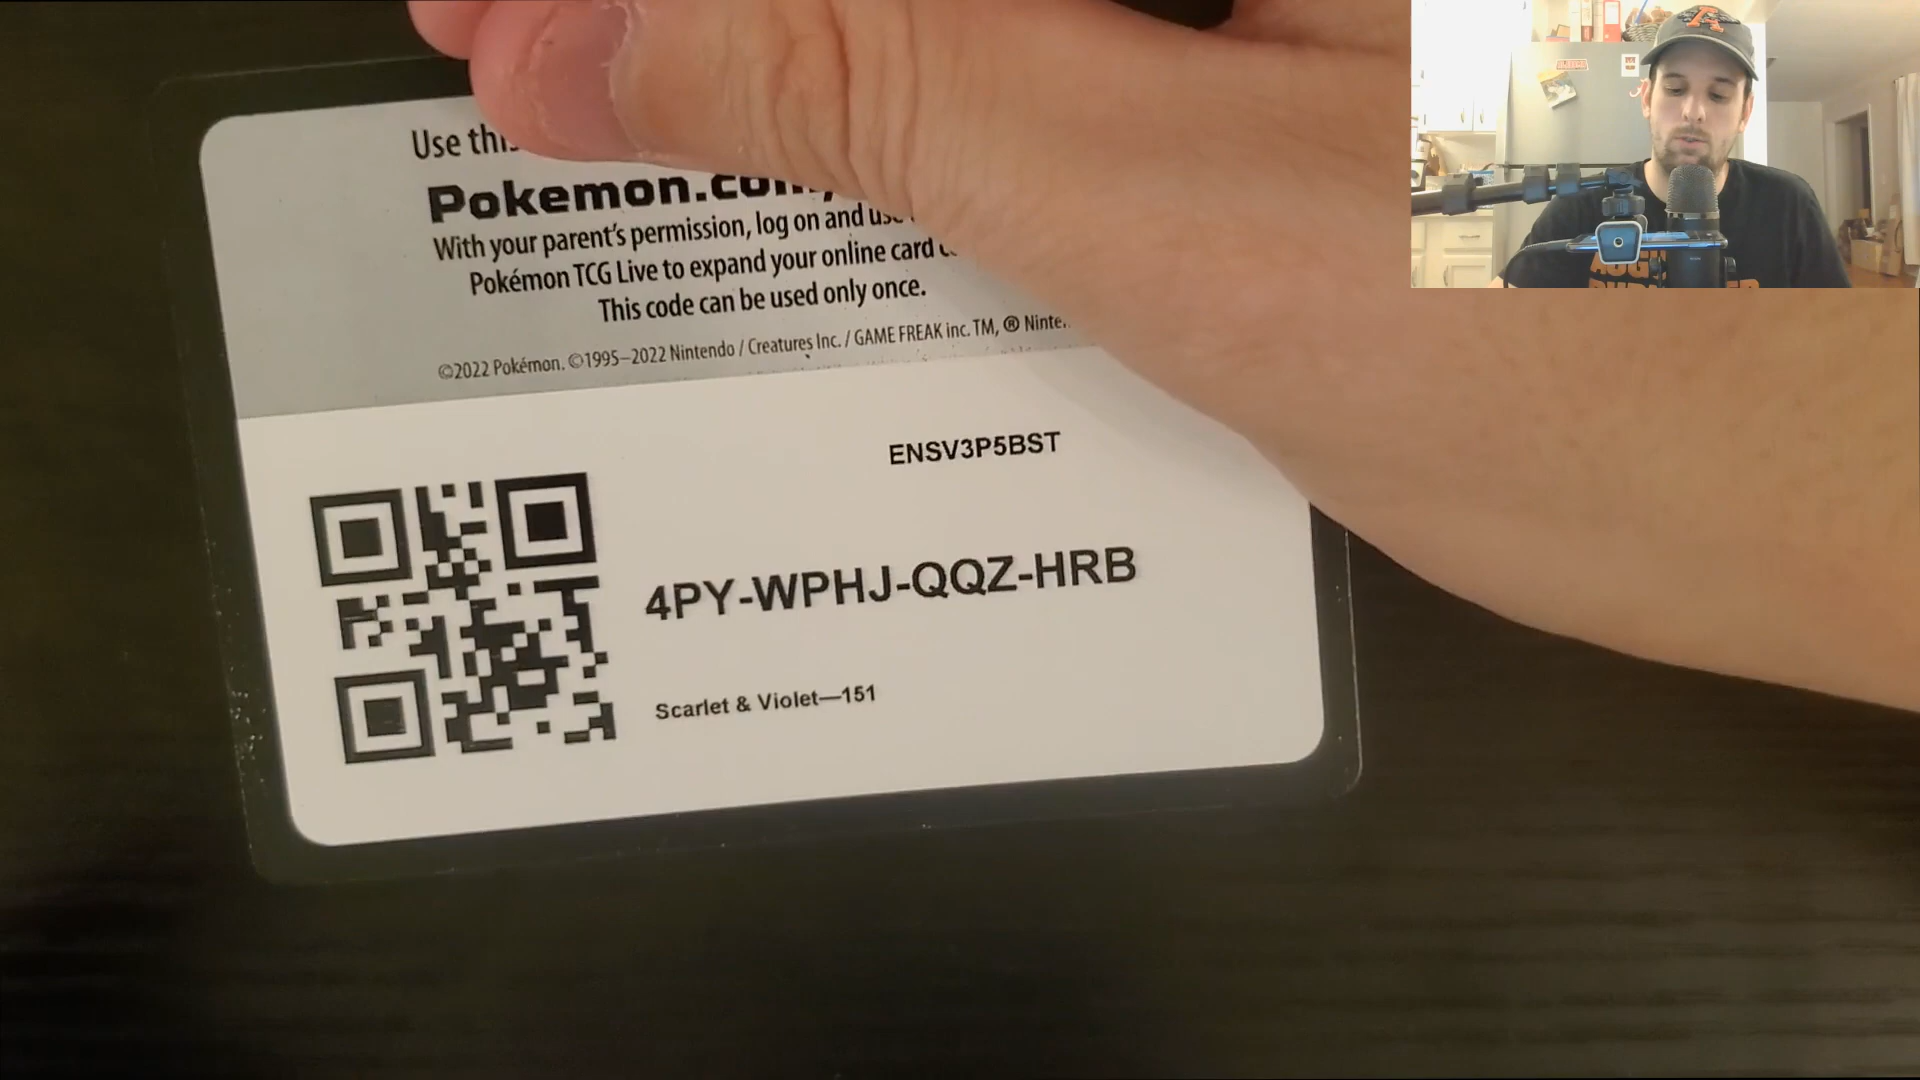 Use this
Pokemon.com/
With your parent's permission, log on and use
Pokémon TCG Live to expand your online card
This code can be used only once.
©2022 Pokémon. ©1995–2022 Nintendo / Creatures Inc. / GAME FREAK inc. TM, ®
ENSV3P5BST
4PY-WPHJ-QQZ-HRB
Scarlet & Violet—151